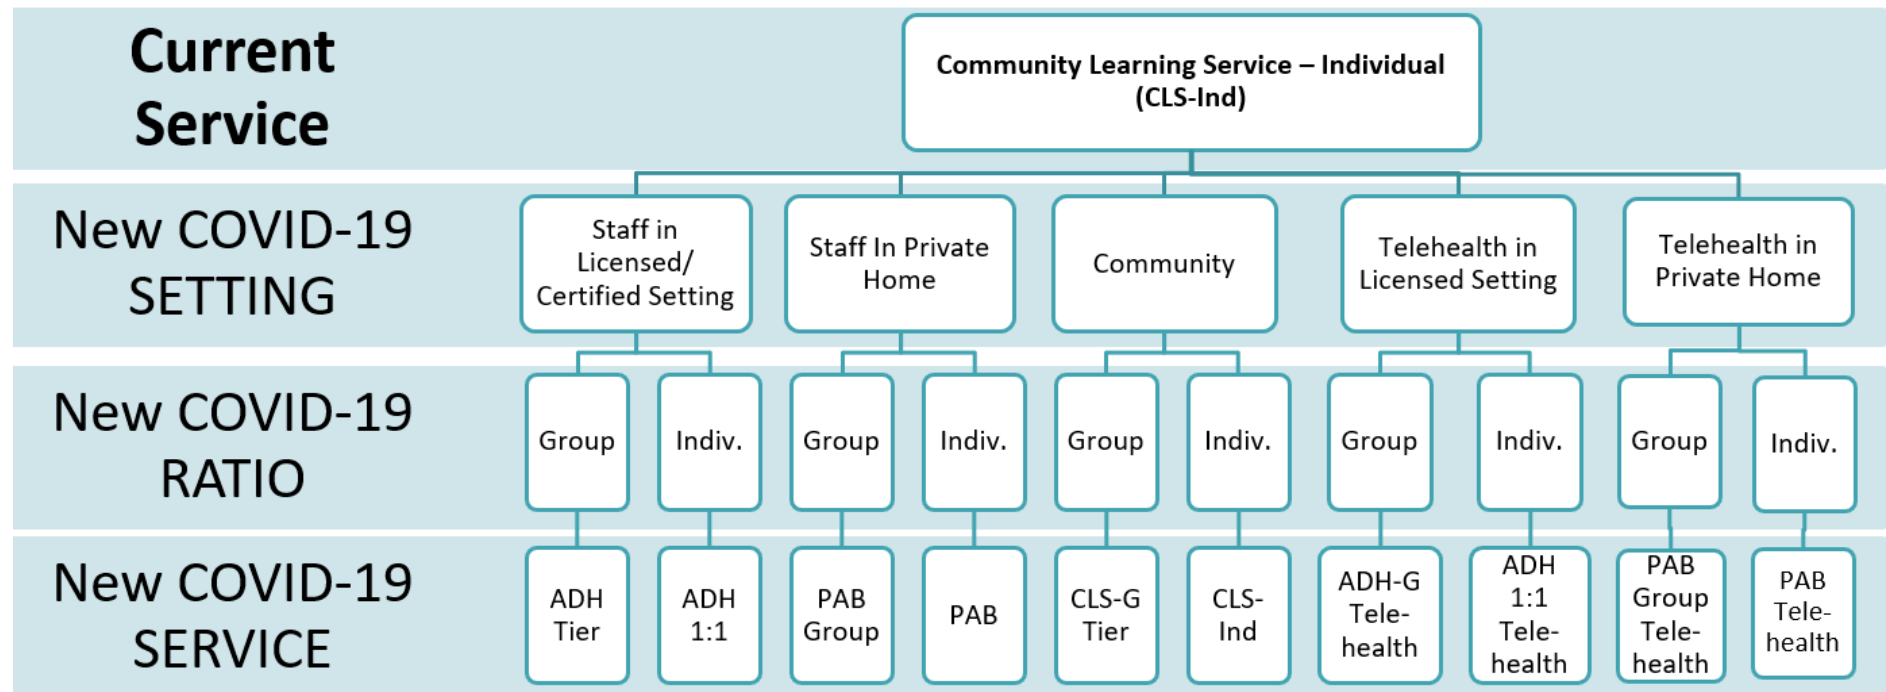 Current
Service
Community Learning Service – Individual
(CLS-Ind)
New COVID-19
SETTING
Staff in
Licensed/
Certified Setting
Staff In Private
Home
Community
Telehealth in
Licensed Setting
Telehealth in
Private Home
New COVID-19
RATIO
Group
Indiv.
Group
Indiv.
Group
Indiv.
Group
Indiv.
Group
Indiv.
New COVID-19
SERVICE
ADH
Tier
ADH
1:1
PAB
Group
PAB
CLS-G
Tier
CLS-
Ind
ADH-G
Tele-
health
ADH
1:1
Tele-
health
PAB
Group
Tele-
health
PAB
Tele-
health